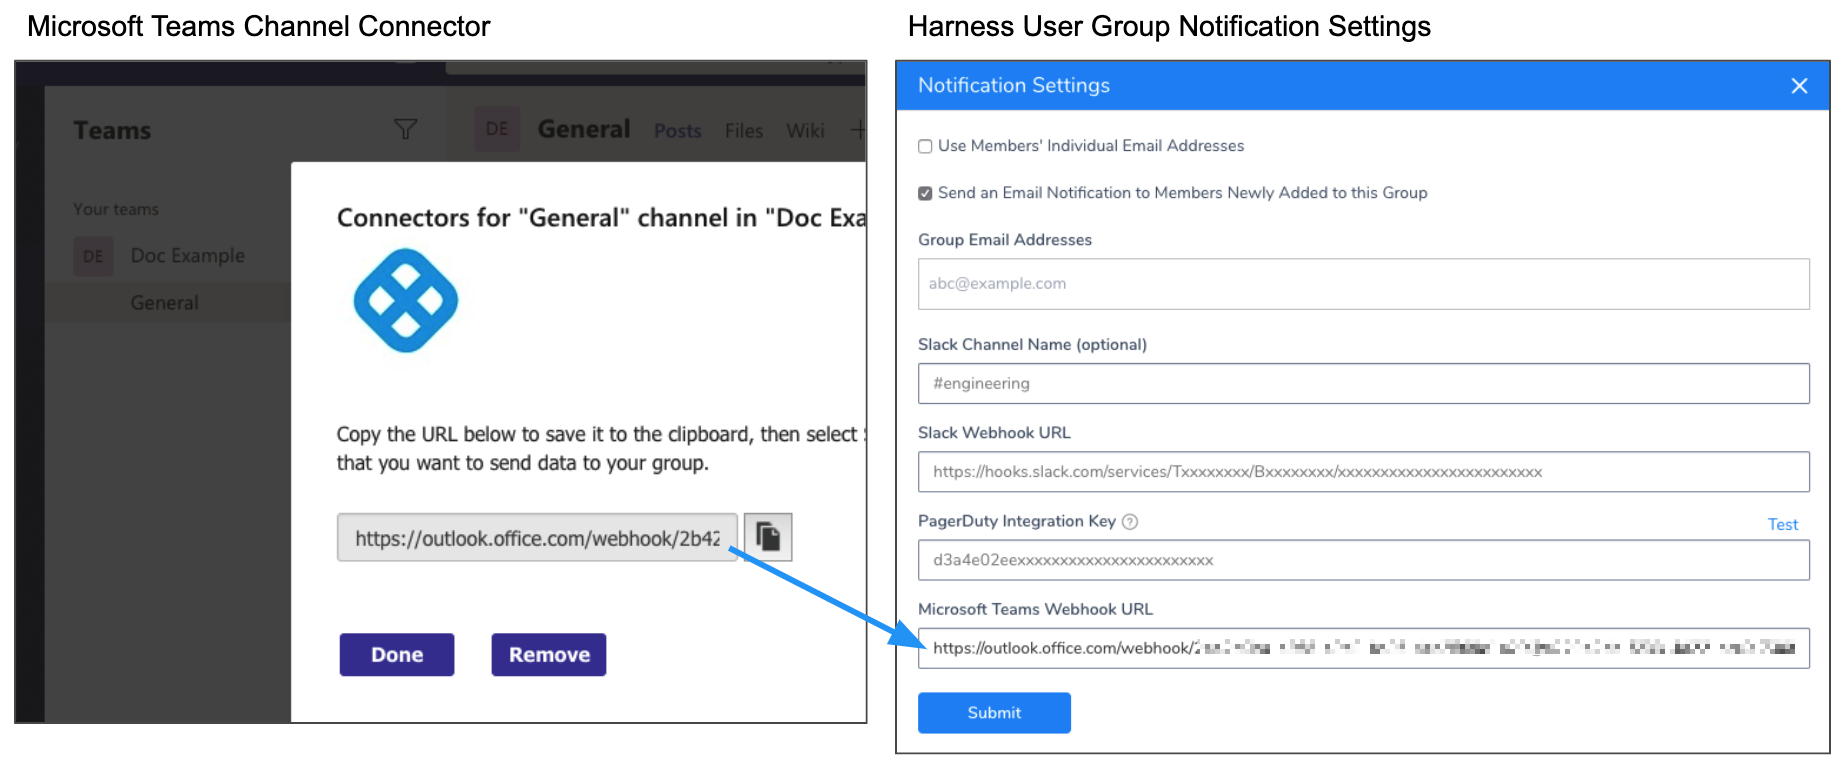 Microsoft Teams Channel Connector
Teams
Your teams
DE Doc Example
General
DE General Posts Files Wiki +
Connectors for "General" channel in "Doc Exa
Copy the URL below to save it to the clipboard, then select
that you want to send data to your group.
https://outlook.office.com/webhook/2b42
Done Remove
Harness User Group Notification Settings
Notification Settings
Use Members' Individual Email Addresses
Send an Email Notification to Members Newly Added to this Group
Group Email Addresses
abc@example.com
Slack Channel Name (optional)
#engineering
Slack Webhook URL
https://hooks.slack.com/services/Txxxxxxxx/Bxxxxxxxx/xxxxxxxxxxxxxxxxxxxxxxxx
PagerDuty Integration Key ?
Test
d3a4e02eexxxxxxxxxxxxxxxxxxxxxxx
Microsoft Teams Webhook URL
https://outlook.office.com/webhook/2
Submit